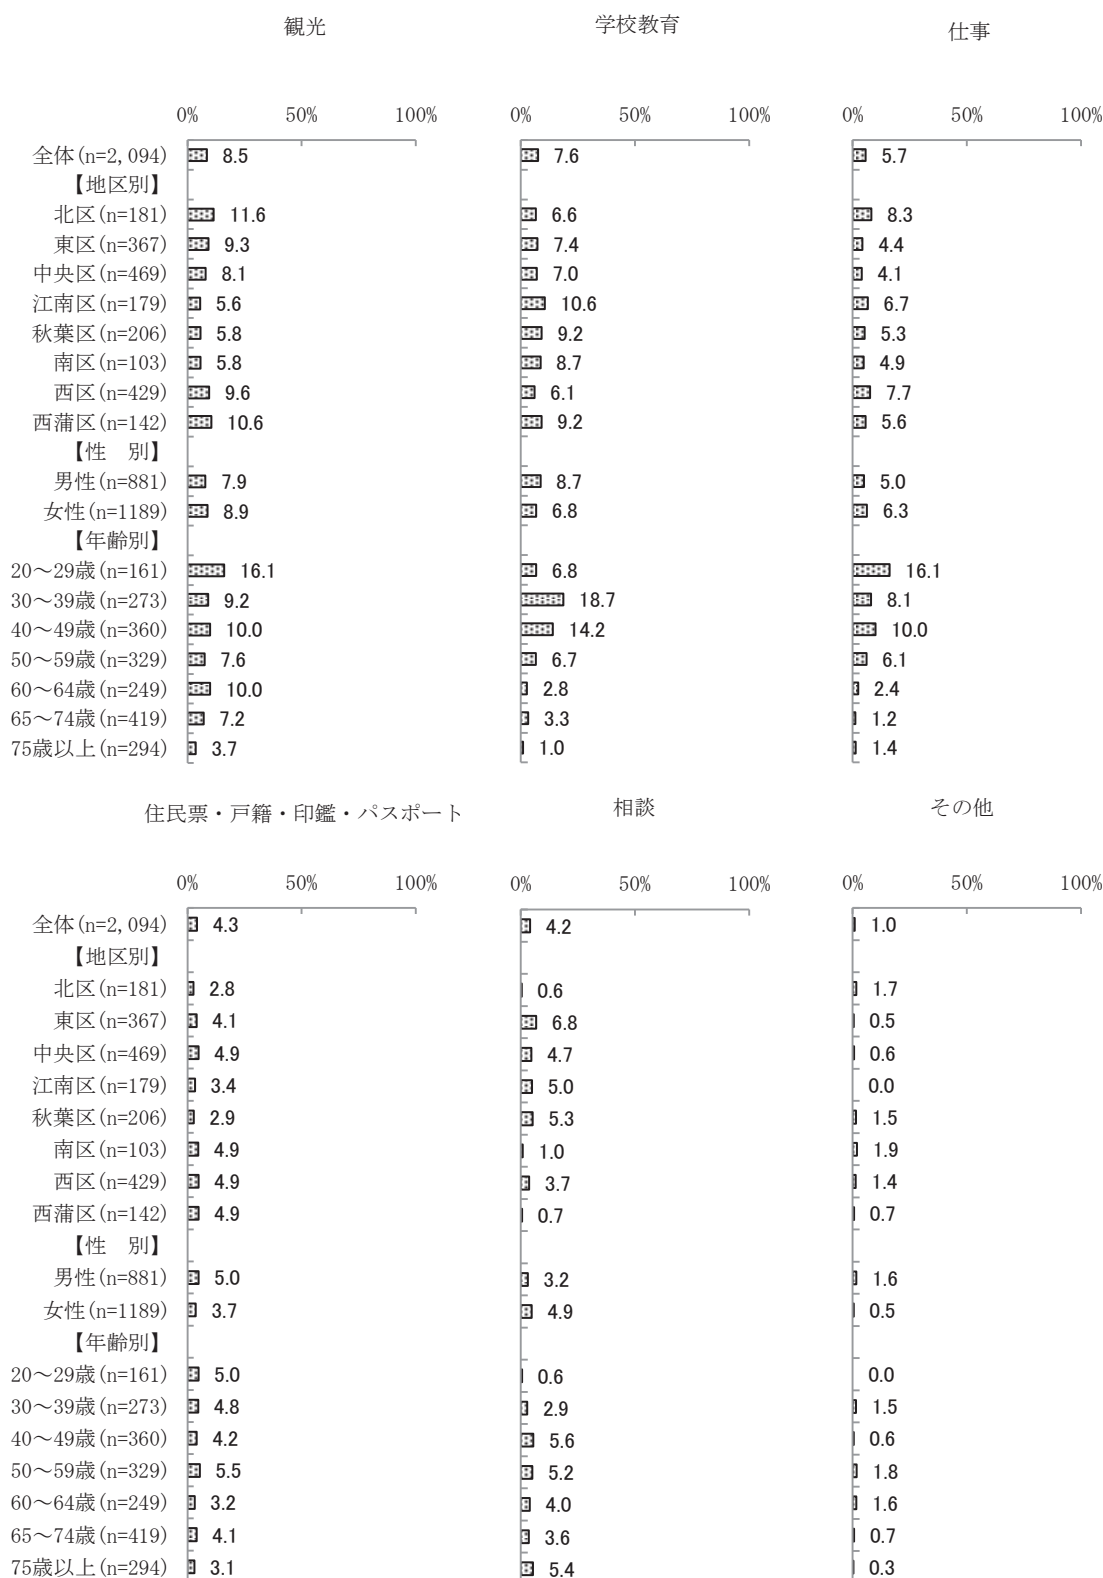 観光 学校教育 仕事
0% 50% 100% 0% 50% 100% 0% 50% 100%
全体(n=2,094) 8.5 7.6 5.7
【地区別】
北区(n=181) 11.6 6.6 8.3
東区(n=367) 9.3 7.4 4.4
中央区(n=469) 8.1 7.0 4.1
江南区(n=179) 5.6 10.6 6.7
秋葉区(n=206) 5.8 9.2 5.3
南区(n=103) 5.8 8.7 4.9
西区(n=429) 9.6 6.1 7.7
西蒲区(n=142) 10.6 9.2 5.6
【性　別】
男性(n=881) 7.9 8.7 5.0
女性(n=1189) 8.9 6.8 6.3
【年齢別】
20～29歳(n=161) 16.1 6.8 16.1
30～39歳(n=273) 9.2 18.7 8.1
40～49歳(n=360) 10.0 14.2 10.0
50～59歳(n=329) 7.6 6.7 6.1
60～64歳(n=249) 10.0 2.8 2.4
65～74歳(n=419) 7.2 3.3 1.2
75歳以上(n=294) 3.7 1.0 1.4
住民票・戸籍・印鑑・パスポート 相談 その他
0% 50% 100% 0% 50% 100% 0% 50% 100%
全体(n=2,094) 4.3 4.2 1.0
【地区別】
北区(n=181) 2.8 0.6 1.7
東区(n=367) 4.1 6.8 0.5
中央区(n=469) 4.9 4.7 0.6
江南区(n=179) 3.4 5.0 0.0
秋葉区(n=206) 2.9 5.3 1.5
南区(n=103) 4.9 1.0 1.9
西区(n=429) 4.9 3.7 1.4
西蒲区(n=142) 4.9 0.7 0.7
【性　別】
男性(n=881) 5.0 3.2 1.6
女性(n=1189) 3.7 4.9 0.5
【年齢別】
20～29歳(n=161) 5.0 0.6 0.0
30～39歳(n=273) 4.8 2.9 1.5
40～49歳(n=360) 4.2 5.6 0.6
50～59歳(n=329) 5.5 5.2 1.8
60～64歳(n=249) 3.2 4.0 1.6
65～74歳(n=419) 4.1 3.6 0.7
75歳以上(n=294) 3.1 5.4 0.3